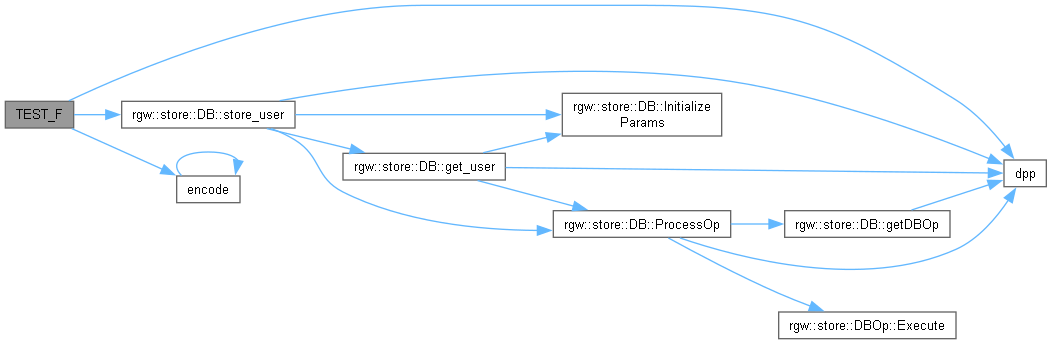 TEST_F
rgw::store::DB::store_user
encode
rgw::store::DB::get_user
rgw::store::DB::Initialize
Params
rgw::store::DB::ProcessOp
rgw::store::DB::getDBOp
rgw::store::DBOp::Execute
dpp